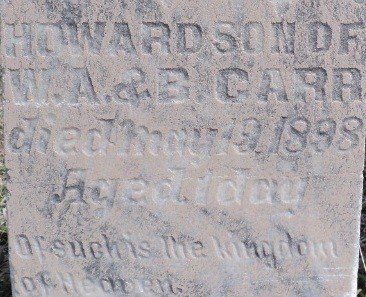 HOWARD SON OF
W.A. & B. CARR
died May 19, 1898
Aged 1 day
Of such is the kingdom
of Heaven.